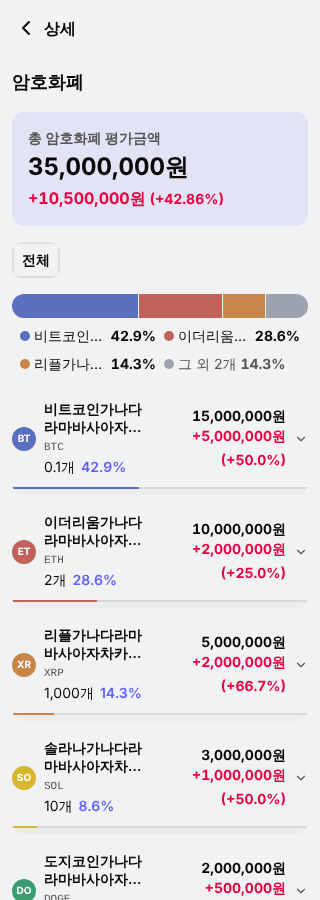 상세
암호화폐
총 암호화폐 평가금액
35,000,000원
+10,500,000원 (+42.86%)
전체
비트코인... 42.9% 이더리움... 28.6%
리플가나... 14.3% 그 외 2개 14.3%
비트코인가나다
라마바사아자...
BT
BTC
0.1개 42.9%
15,000,000원
+5,000,000원
(+50.0%)
이더리움가나다
라마바사아자...
ET
ETH
2개 28.6%
10,000,000원
+2,000,000원
(+25.0%)
리플가나다라마
바사아자차카...
XR
XRP
1,000개 14.3%
5,000,000원
+2,000,000원
(+66.7%)
솔라나가나다라
마바사아자차...
SO
SOL
10개 8.6%
3,000,000원
+1,000,000원
(+50.0%)
도지코인가나다
라마바사아자...
DO
DOGE
2,000,000원
+500,000원